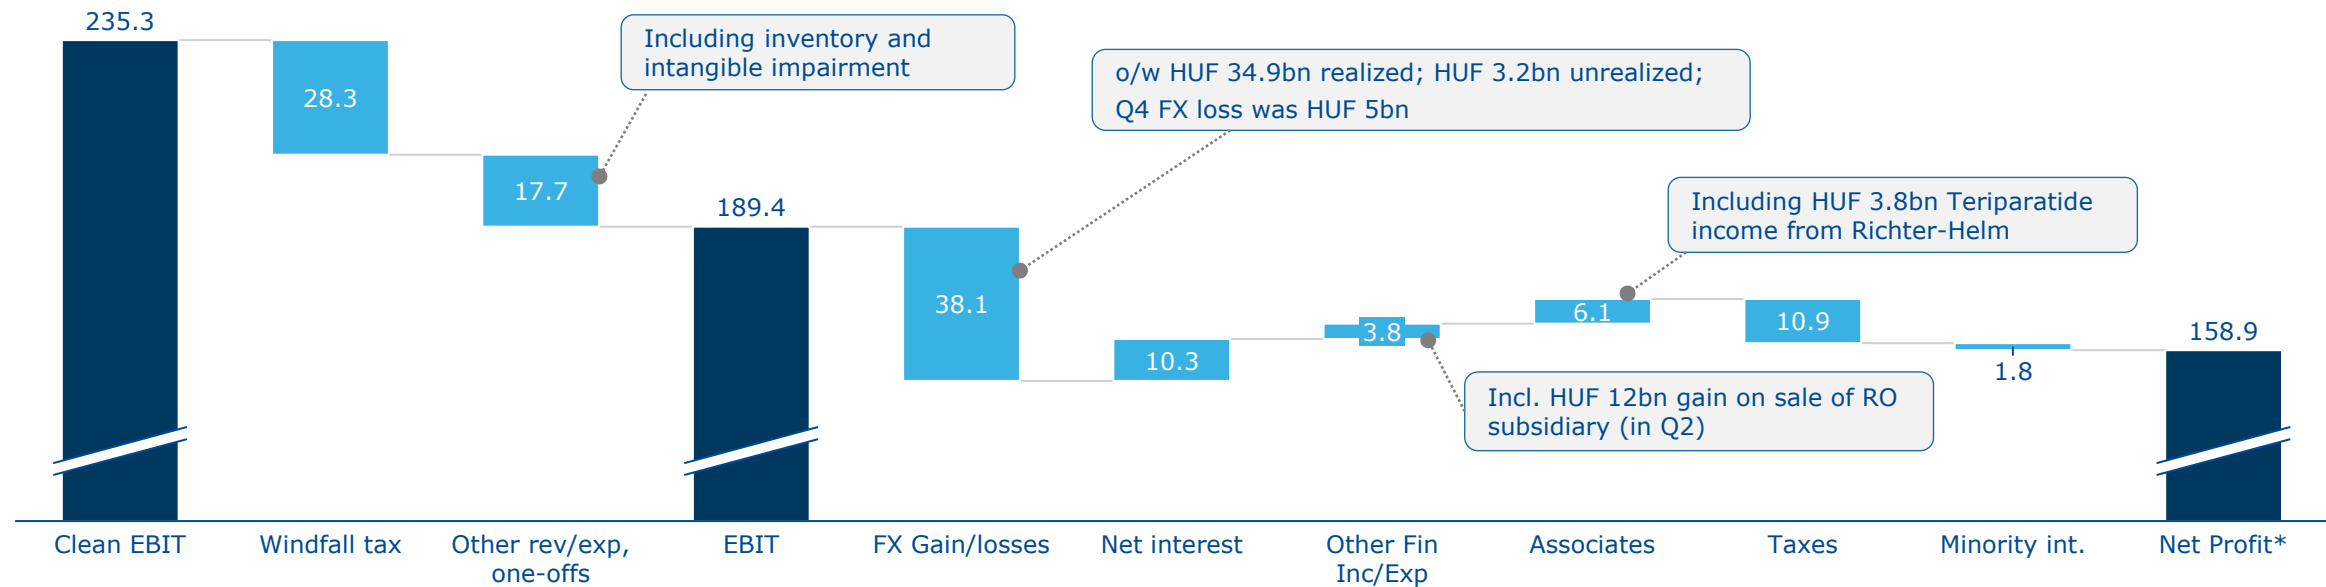 235.3
28.3
17.7
Including inventory and
intangible impairment
189.4
38.1
o/w HUF 34.9bn realized; HUF 3.2bn unrealized;
Q4 FX loss was HUF 5bn
10.3
3.8
Incl. HUF 12bn gain on sale of RO
subsidiary (in Q2)
6.1
Including HUF 3.8bn Teriparatide
income from Richter-Helm
10.9
1.8
158.9
Clean EBIT
Windfall tax
Other rev/exp,
one-offs
EBIT
FX Gain/losses
Net interest
Other Fin
Inc/Exp
Associates
Taxes
Minority int.
Net Profit*